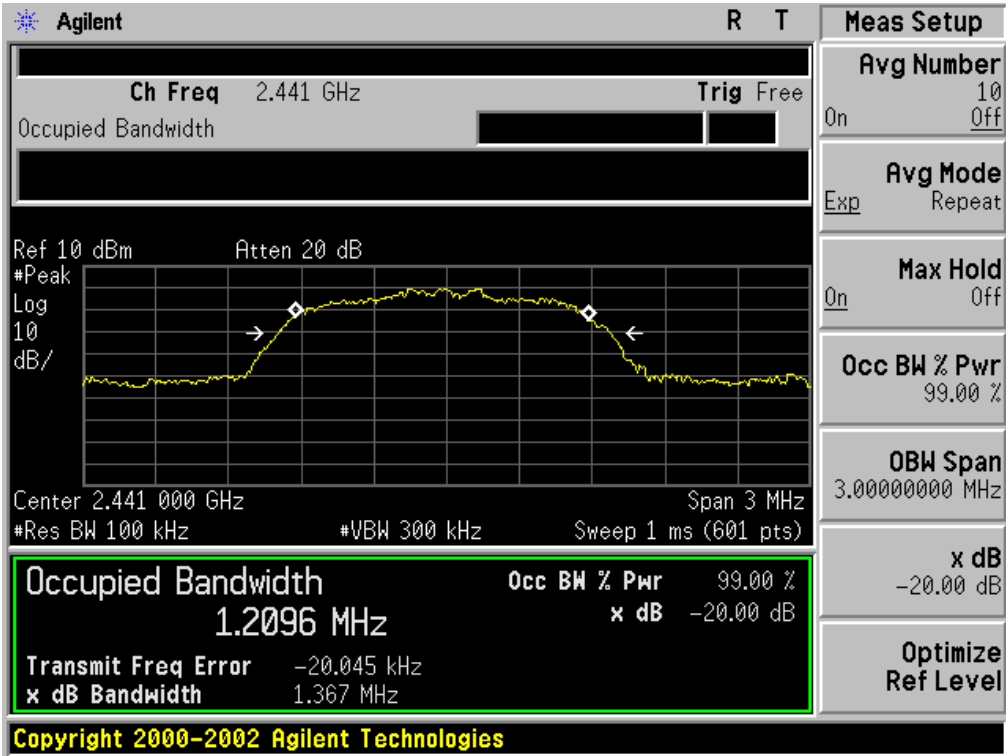 Agilent R T
Ch Freq 2.441 GHz Trig Free
Occupied Bandwidth
Ref 10 dBm Atten 20 dB
#Peak
Log
10
dB/
Center 2.441 000 GHz Span 3 MHz
#Res BW 100 kHz #VBW 300 kHz Sweep 1 ms (601 pts)
Occupied Bandwidth Occ BW % Pwr 99.00 %
1.2096 MHz x dB -20.00 dB
Transmit Freq Error -20.045 kHz
x dB Bandwidth 1.367 MHz
Copyright 2000-2002 Agilent Technologies
Meas Setup
Avg Number
10
On Off
Avg Mode
Exp Repeat
Max Hold
On Off
Occ BW % Pwr
99.00 %
OBW Span
3.00000000 MHz
x dB
-20.00 dB
Optimize
Ref Level